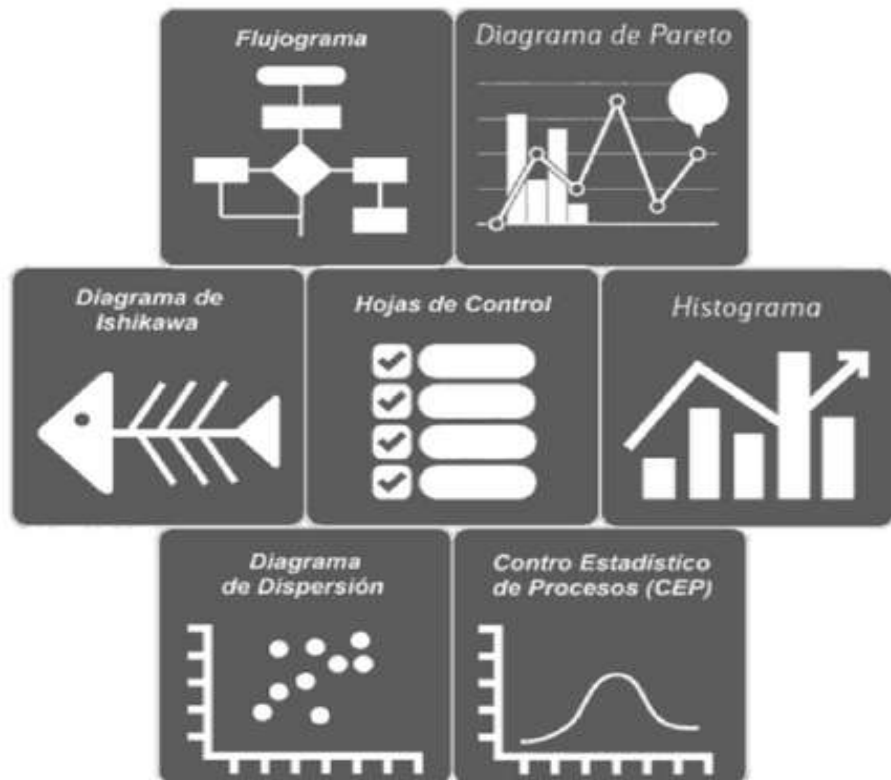 Flujograma
Diagrama de Pareto
Diagrama de
Ishikawa
Hojas de Control
Histograma
Diagrama
de Dispersión
Contro Estadístico
de Procesos (CEP)